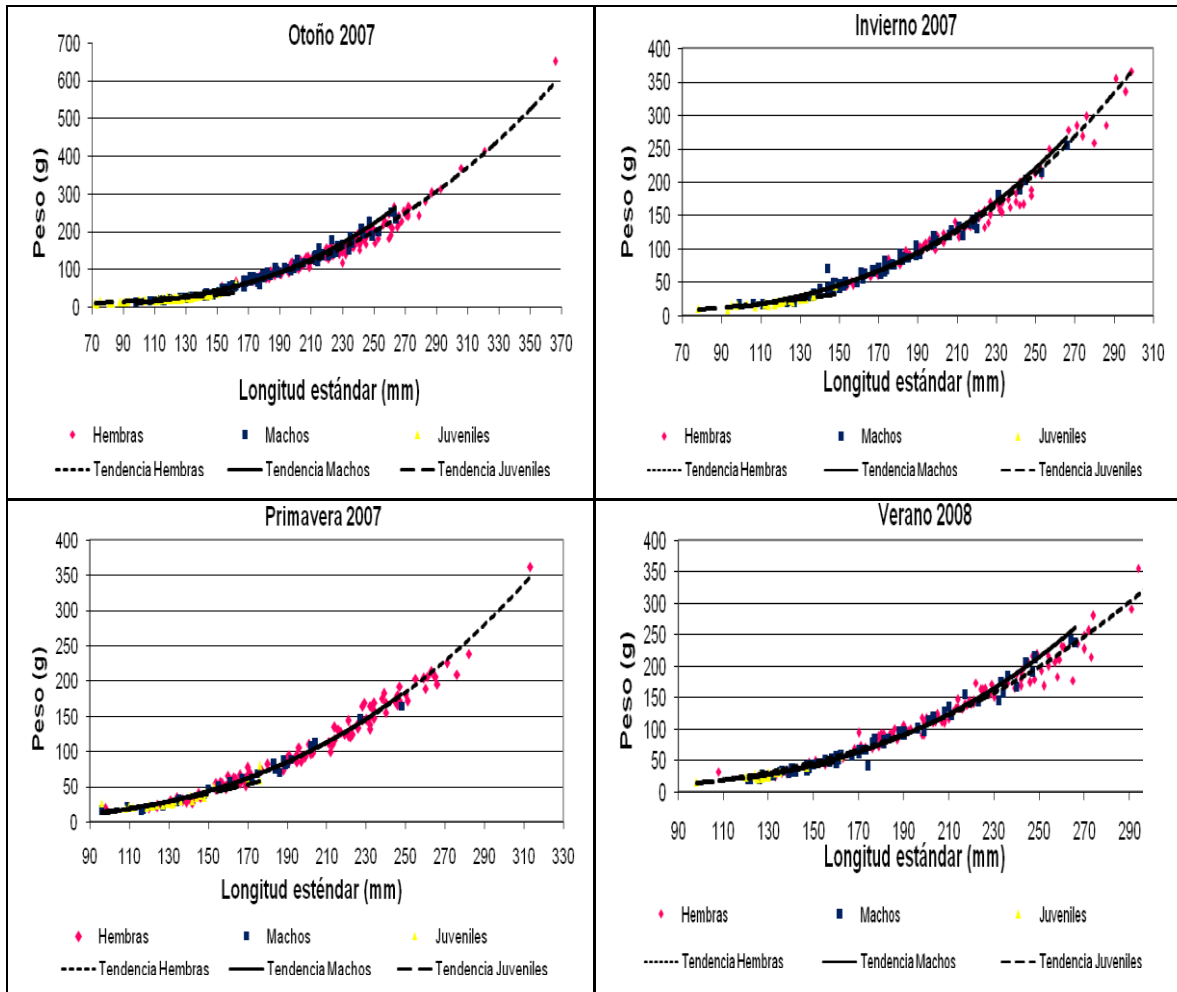 Otoño 2007
700
600
500
400
300
200
100
0
Peso (g)
70 90 110 130 150 170 190 210 230 250 270 290 310 330 350 370
Longitud estándar (mm)
Hembras Machos Juveniles
Tendencia Hembras Tendencia Machos Tendencia Juveniles
Invierno 2007
400
350
300
250
200
150
100
50
0
Peso (g)
70 90 110 130 150 170 190 210 230 250 270 290 310
Longitud estándar (mm)
Hembras Machos Juveniles
Tendencia Hembras Tendencia Machos Tendencia Juveniles
Primavera 2007
400
350
300
250
200
150
100
50
0
Peso (g)
90 110 130 150 170 190 210 230 250 270 290 310 330
Longitud esténdar (mm)
Hembras Machos Juveniles
Tendencia Hembras Tendencia Machos Tendencia Juveniles
Verano 2008
400
350
300
250
200
150
100
50
0
Peso (g)
90 110 130 150 170 190 210 230 250 270 290
Longitud estándar (mm)
Hembras Machos Juveniles
Tendencia Hembras Tendencia Machos Tendencia Juveniles